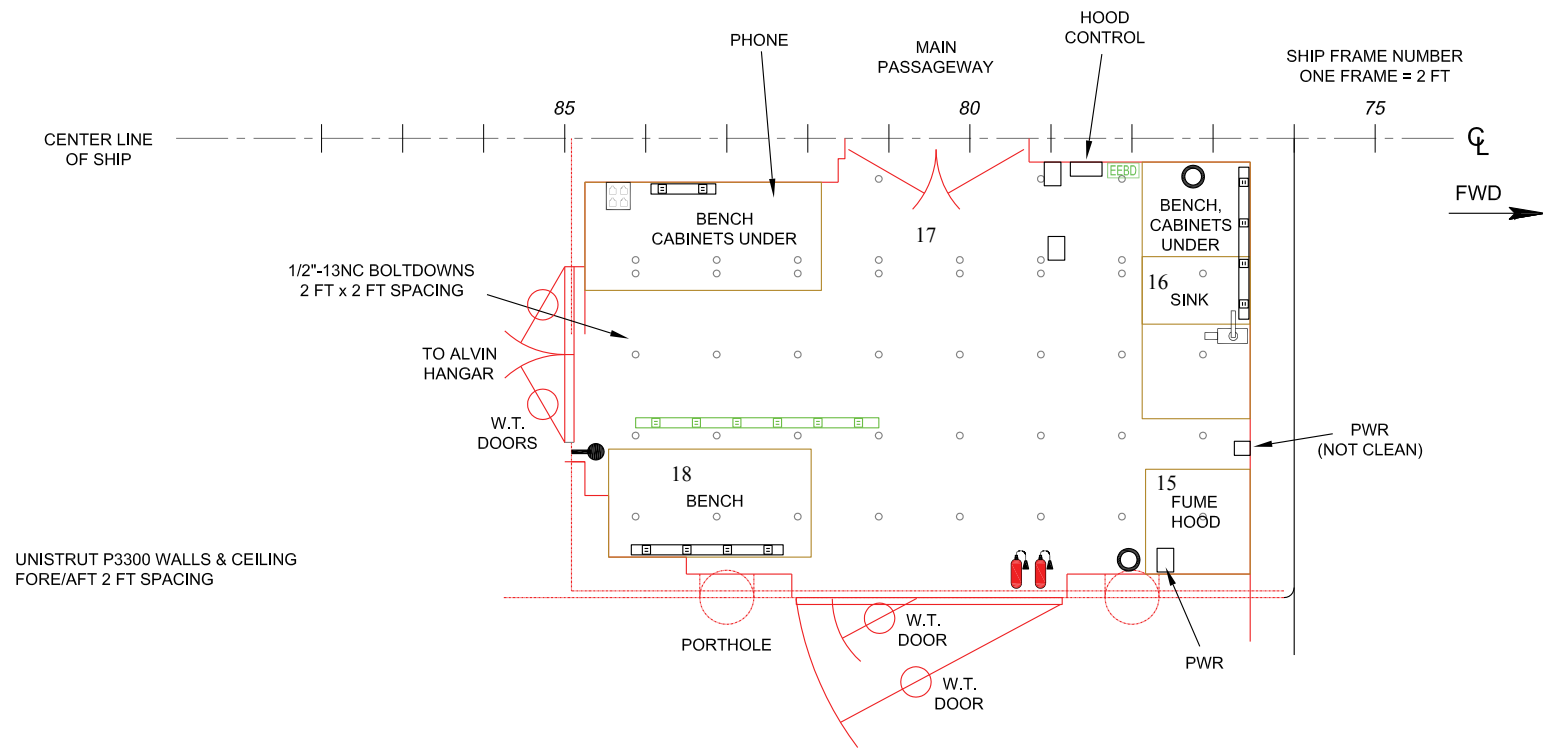 HOOD
CONTROL
PHONE
MAIN
PASSAGEWAY
SHIP FRAME NUMBER
ONE FRAME = 2 FT
85
80
75
CENTER LINE
OF SHIP
CL
FWD
EEBD
BENCH
CABINETS UNDER
17
BENCH,
CABINETS
UNDER
1/2"-13NC BOLTDOWNS
2 FT x 2 FT SPACING
16
SINK
TO ALVIN
HANGAR
W.T.
DOORS
PWR
(NOT CLEAN)
18
BENCH
15
FUME
HOOD
UNISTRUT P3300 WALLS & CEILING
FORE/AFT 2 FT SPACING
PORTHOLE
W.T.
DOOR
PWR
W.T.
DOOR